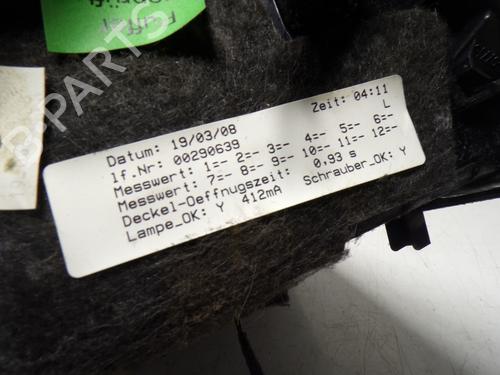 Futter
Datum: 19/03/08 Zeit: 04:11
lf.Nr: 00290639 L
Messwert: 1=- 2=- 3=- 4=- 5=- 6=-
Messwert: 7=- 8=- 9=- 10=- 11=- 12=-
Deckel-Oeffnugszeit: 0,93 s
Lampe_OK: Y 412mA Schrauber_OK: Y
B-PARTS